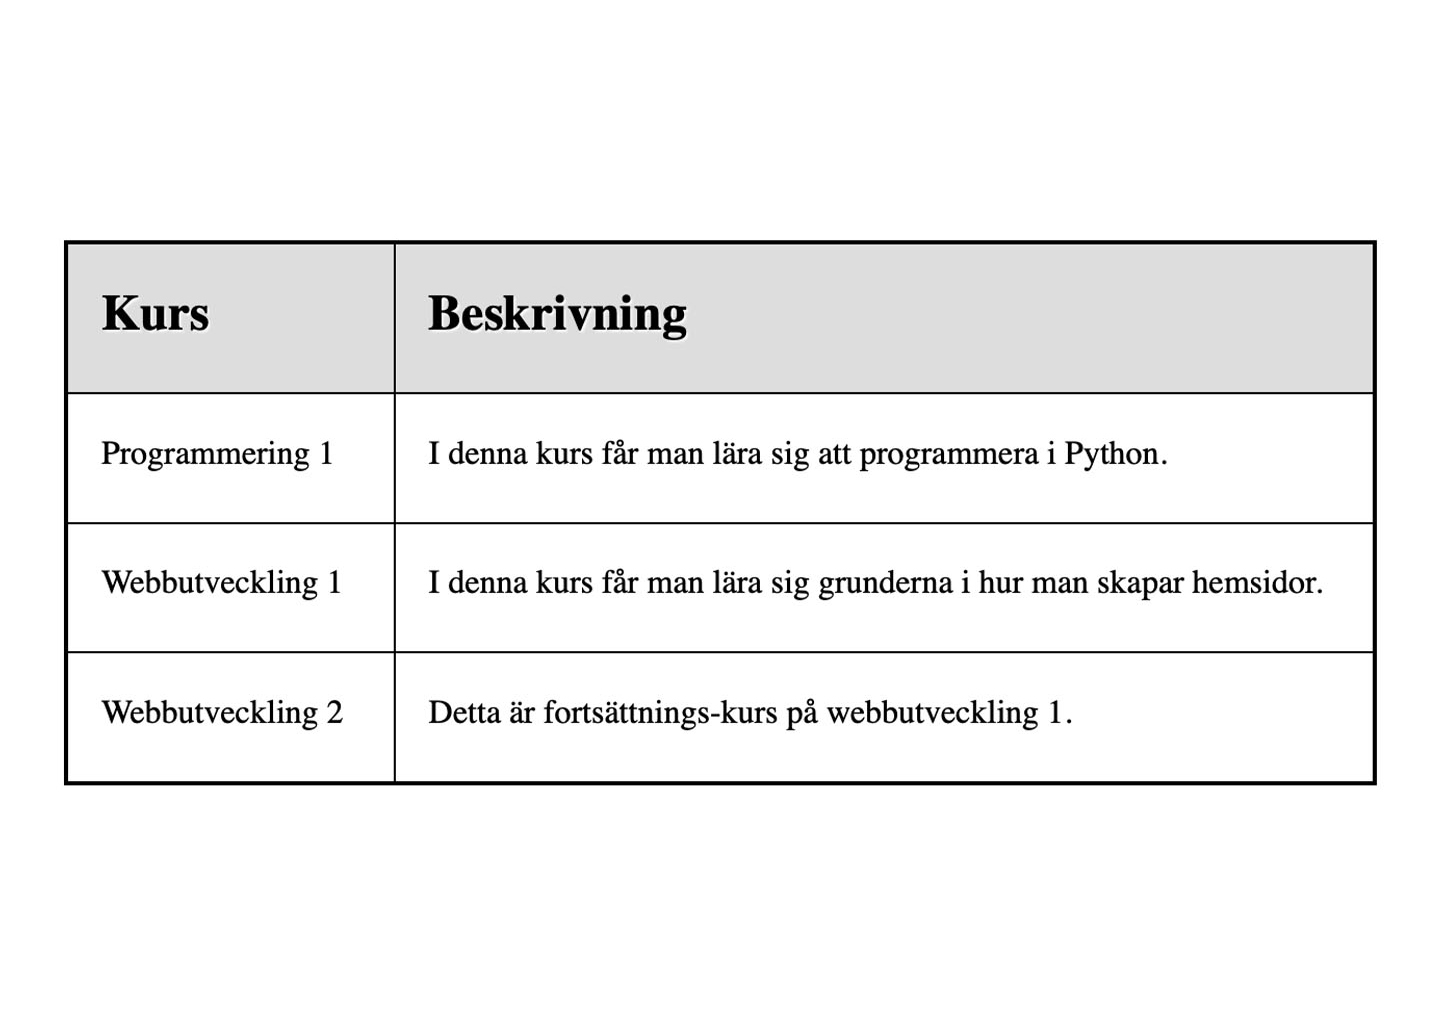 Kurs
Beskrivning
Programmering 1
I denna kurs får man lära sig att programmera i Python.
Webbutveckling 1
I denna kurs får man lära sig grunderna i hur man skapar hemsidor.
Webbutveckling 2
Detta är fortsättnings-kurs på webbutveckling 1.